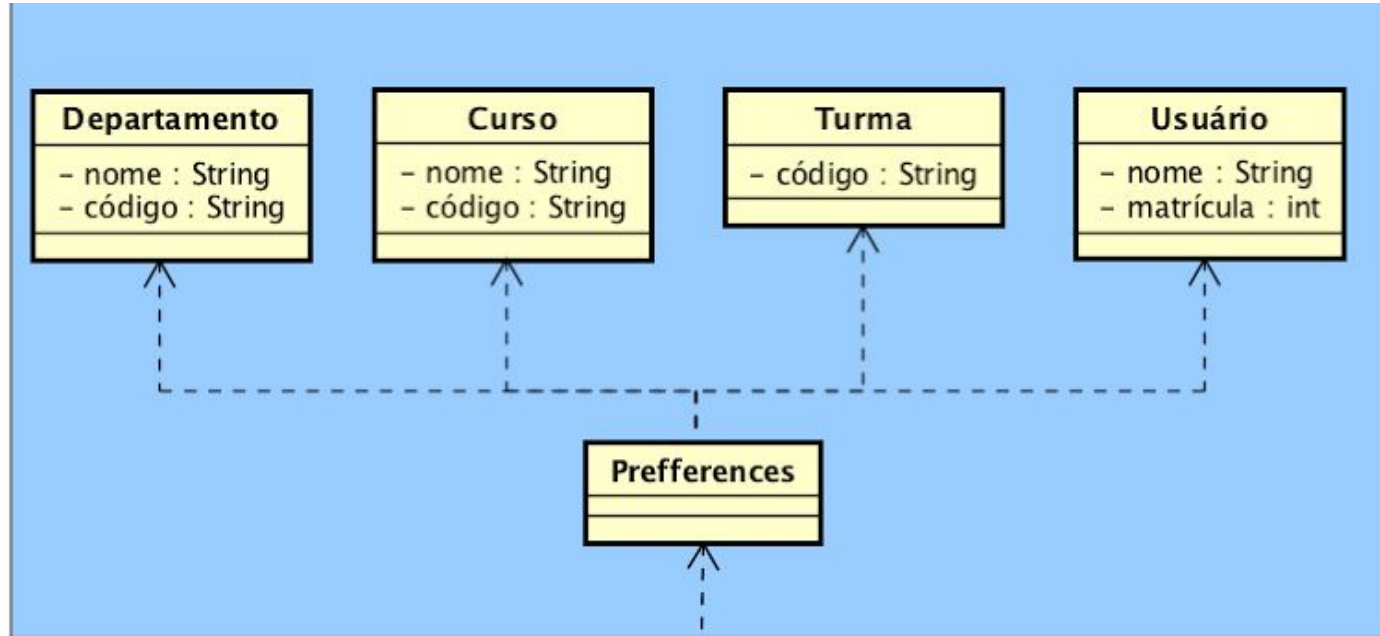 Departamento
- nome : String
- código : String
Curso
- nome : String
- código : String
Turma
- código : String
Usuário
- nome : String
- matrícula : int
Prefferences